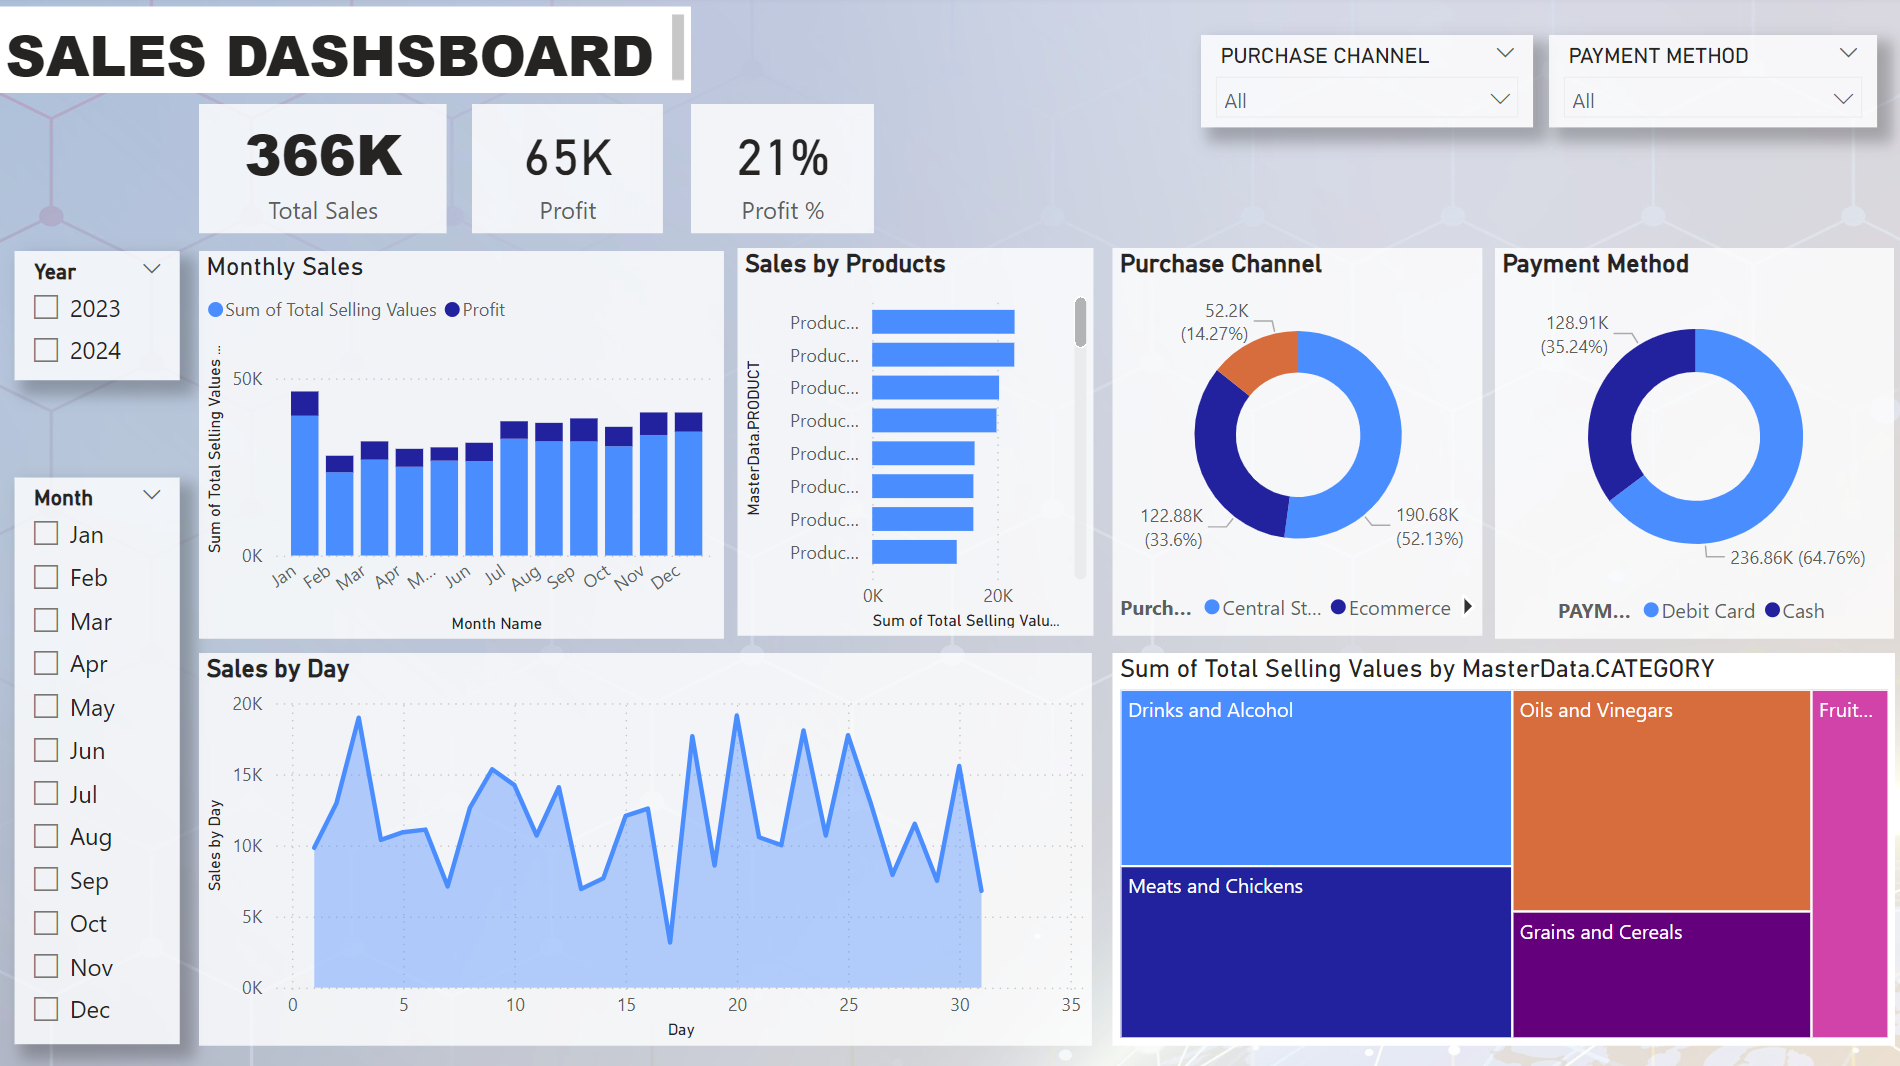 SALES DASHSBOARD
PURCHASE CHANNEL
All
PAYMENT METHOD
All
366K
Total Sales
65K
Profit
21%
Profit %
Year
2023
2024
Month
Jan
Feb
Mar
Apr
May
Jun
Jul
Aug
Sep
Oct
Nov
Dec
Monthly Sales
Sum of Total Selling Values
Profit
Sum of Total Selling Values ...
50K
0K
Jan
Feb
Mar
Apr
M...
Jun
Jul
Aug
Sep
Oct
Nov
Dec
Month Name
Sales by Products
MasterData.PRODUCT
Produc...
Produc...
Produc...
Produc...
Produc...
Produc...
Produc...
Produc...
0K
20K
Sum of Total Selling Valu...
Purchase Channel
52.2K
(14.27%)
122.88K
(33.6%)
190.68K
(52.13%)
Purch...
Central St...
Ecommerce
Payment Method
128.91K
(35.24%)
236.86K (64.76%)
PAYM...
Debit Card
Cash
Sales by Day
Sales by Day
20K
15K
10K
5K
0K
0
5
10
15
20
25
30
35
Day
Sum of Total Selling Values by MasterData.CATEGORY
Drinks and Alcohol
Meats and Chickens
Oils and Vinegars
Grains and Cereals
Fruit...